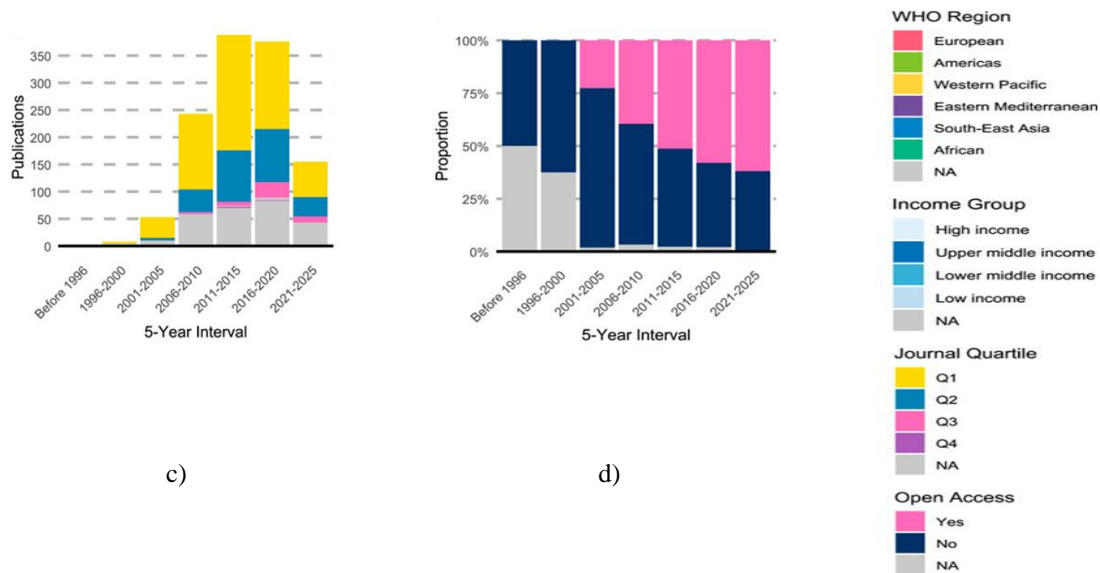 Publications
350
300
250
200
150
100
50
0
Before 1996
1996-2000
2001-2005
2006-2010
2011-2015
2016-2020
2021-2025
5-Year Interval
c)
Proportion
100%
75%
50%
25%
0%
Before 1996
1996-2000
2001-2005
2006-2010
2011-2015
2016-2020
2021-2025
5-Year Interval
d)
WHO Region
European
Americas
Western Pacific
Eastern Mediterranean
South-East Asia
African
NA
Income Group
High income
Upper middle income
Lower middle income
Low income
NA
Journal Quartile
Q1
Q2
Q3
Q4
NA
Open Access
Yes
No
NA